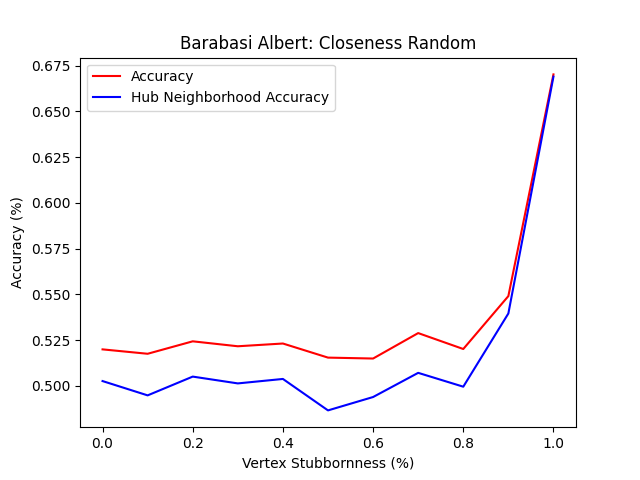 Barabasi Albert: Closeness Random
Accuracy
Hub Neighborhood Accuracy
Accuracy (%)
0.675
0.650
0.625
0.600
0.575
0.550
0.525
0.500
0.0 0.2 0.4 0.6 0.8 1.0
Vertex Stubbornness (%)